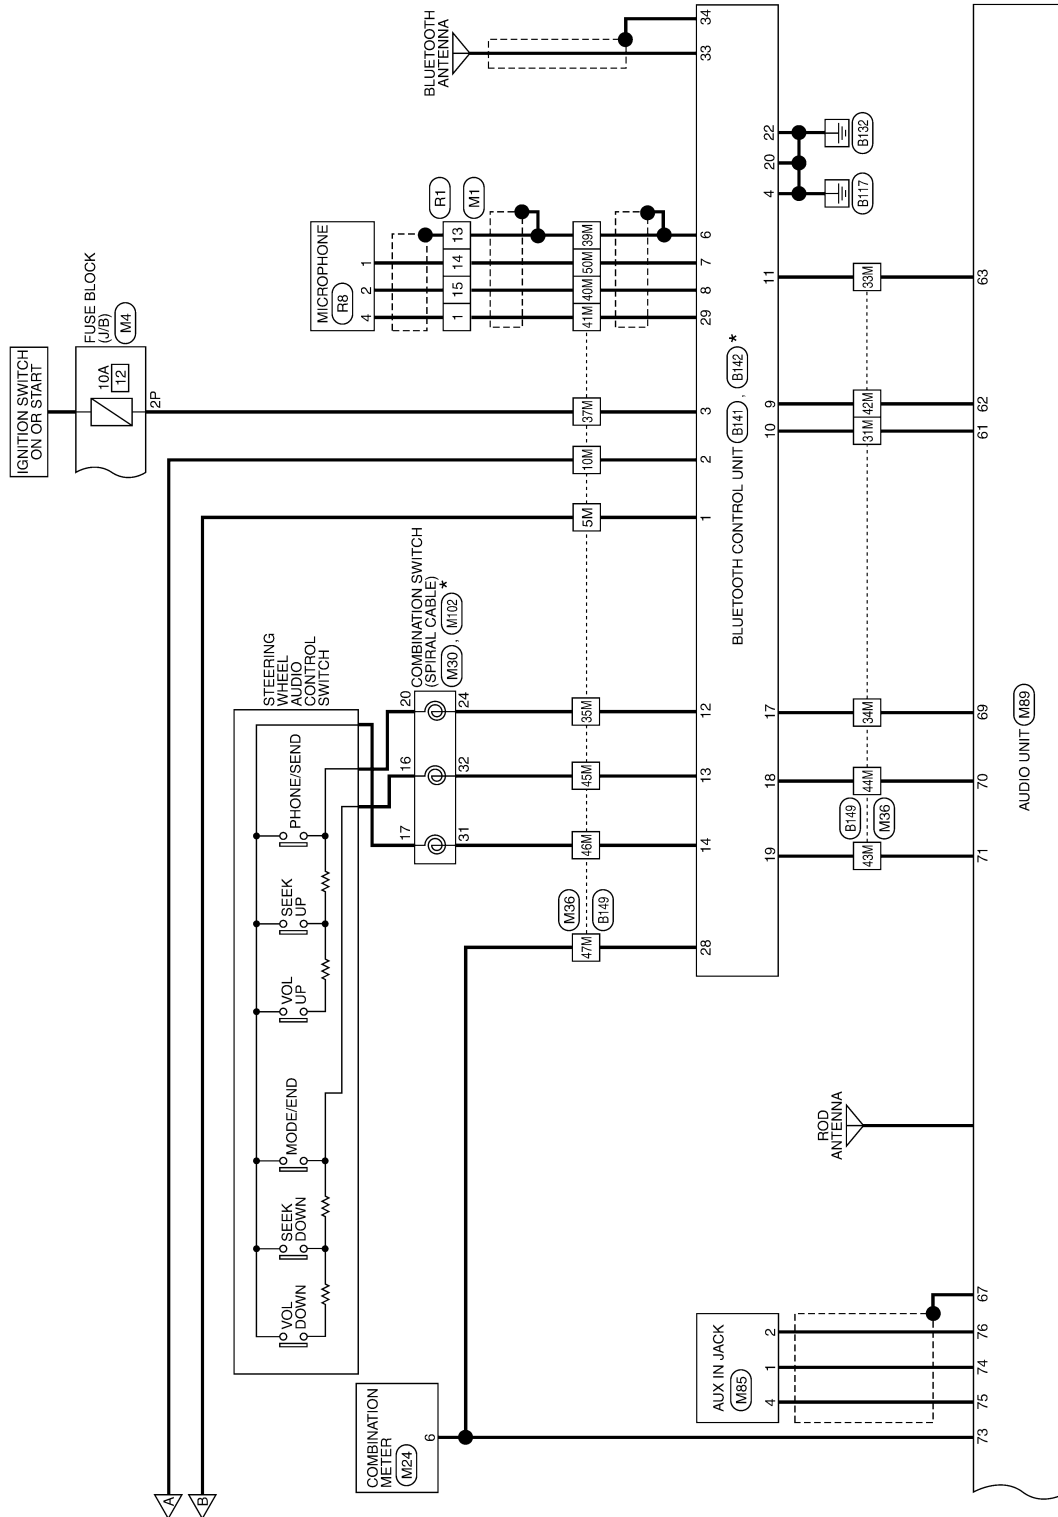 IGNITION SWITCH
ON OR START
FUSE BLOCK
(J/B)
M4
10A
12
2P
A
B
STEERING
WHEEL
AUDIO
CONTROL
SWITCH
VOL
DOWN
SEEK
DOWN
MODE/END
VOL
UP
SEEK
UP
PHONE/SEND
COMBINATION
METER
M24
6
COMBINATION SWITCH
(SPIRAL CABLE)
M30 , M102 *
17 16 20
31 32 24
MICROPHONE
R8
4 2 1
1 15 14 13
R1
M1
BLUETOOTH
ANTENNA
M36
B149
47M 46M 45M 35M 5M 10M 37M 41M 40M 50M 39M
28 14 13 12 1 2 3 29 8 7 6 33 34
BLUETOOTH CONTROL UNIT B141 , B142 *
19 18 17 10 9 11 4 20 22
B117
B132
B149
M36
43M 44M 34M 31M 42M 33M
AUX IN JACK
M85
4 1 2
ROD
ANTENNA
73 75 74 76 67 71 70 69 61 62 63
AUDIO UNIT M89